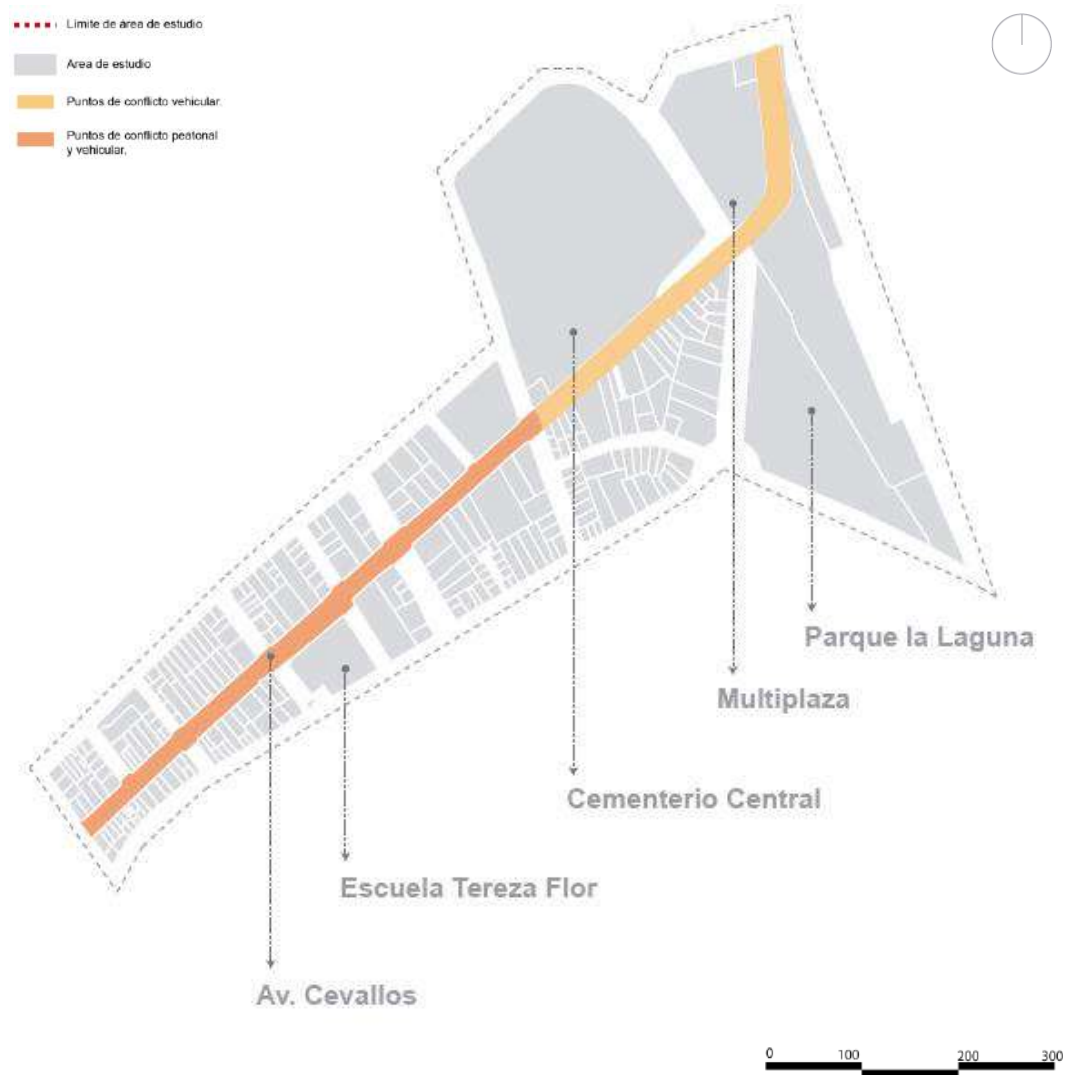 Límite de área de estudio
Area de estudio
Puntos de conflicto vehicular.
Puntos de conflicto peatonal
y vehicular.
Parque la Laguna
Multiplaza
Cementerio Central
Escuela Tereza Flor
Av. Cevallos
0 100 200 300